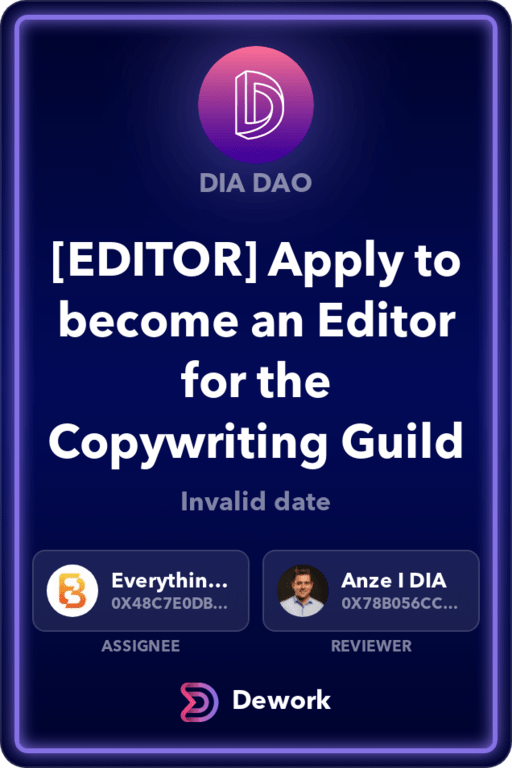 DIA DAO
[EDITOR] Apply to
become an Editor
for the
Copywriting Guild
Invalid date
Everythin...
0X48C7E0DB...
ASSIGNEE
Anze I DIA
0X78B056CC...
REVIEWER
Dework